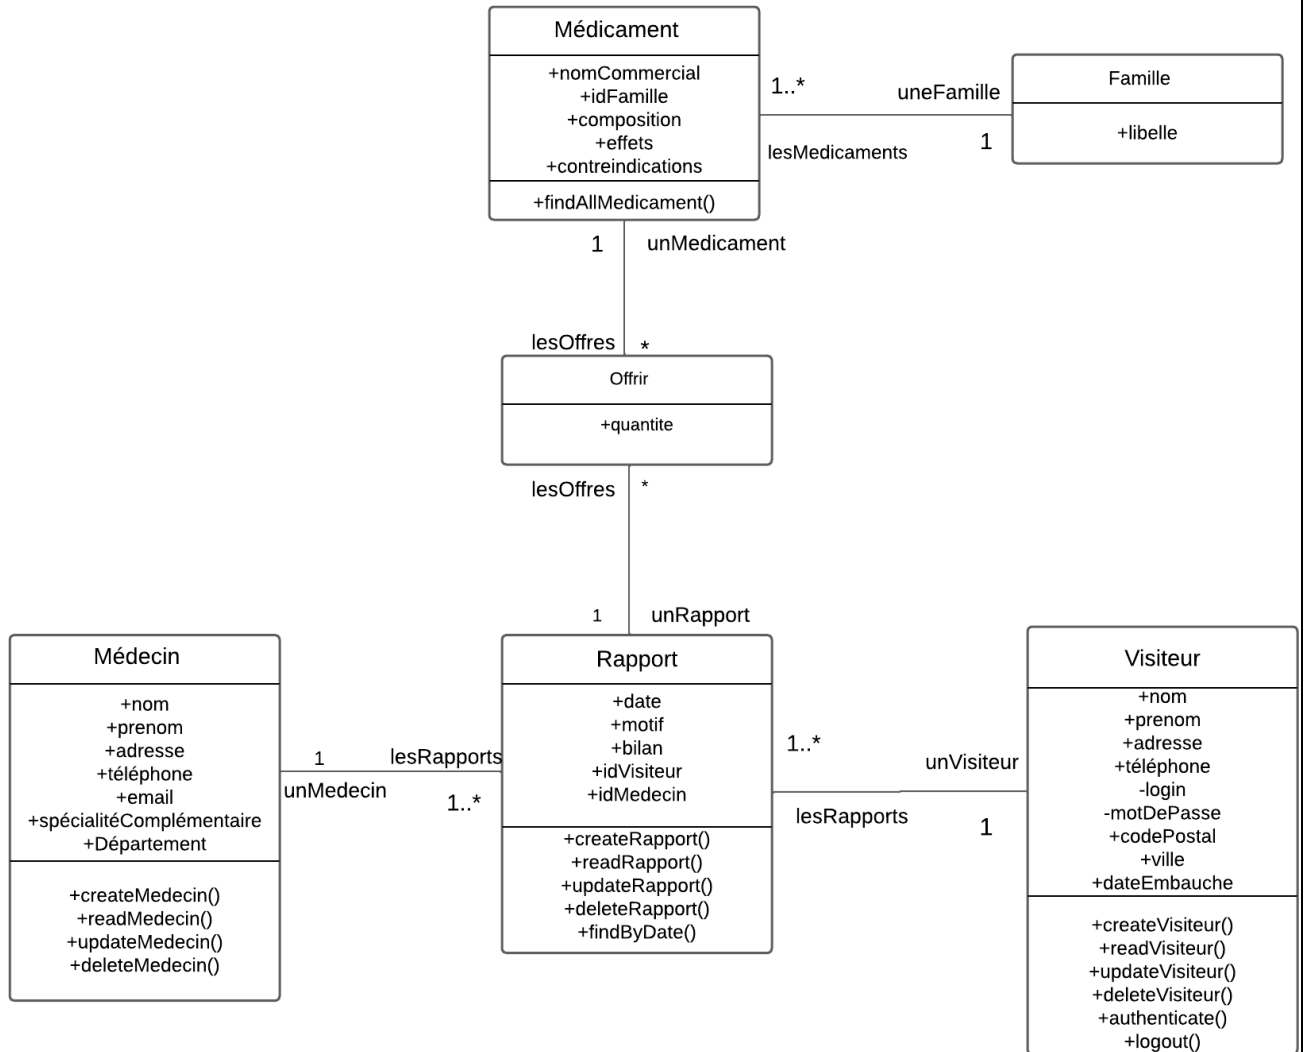 Médicament
+nomCommercial
+idFamille
+composition
+effets
+contreindications
+findAllMedicament()
1..*
uneFamille
lesMedicaments
1
Famille
+libelle
1
unMedicament
lesOffres
*
Offrir
+quantite
lesOffres
*
1
unRapport
Médecin
+nom
+prenom
+adresse
+téléphone
+email
+spécialitéComplémentaire
+Département
+createMedecin()
+readMedecin()
+updateMedecin()
+deleteMedecin()
1
lesRapports
unMedecin
1..*
Rapport
+date
+motif
+bilan
+idVisiteur
+idMedecin
+createRapport()
+readRapport()
+updateRapport()
+deleteRapport()
+findByDate()
1..*
unVisiteur
lesRapports
1
Visiteur
+nom
+prenom
+adresse
+téléphone
-login
-motDePasse
+codePostal
+ville
+dateEmbauche
+createVisiteur()
+readVisiteur()
+updateVisiteur()
+deleteVisiteur()
+authenticate()
+logout()